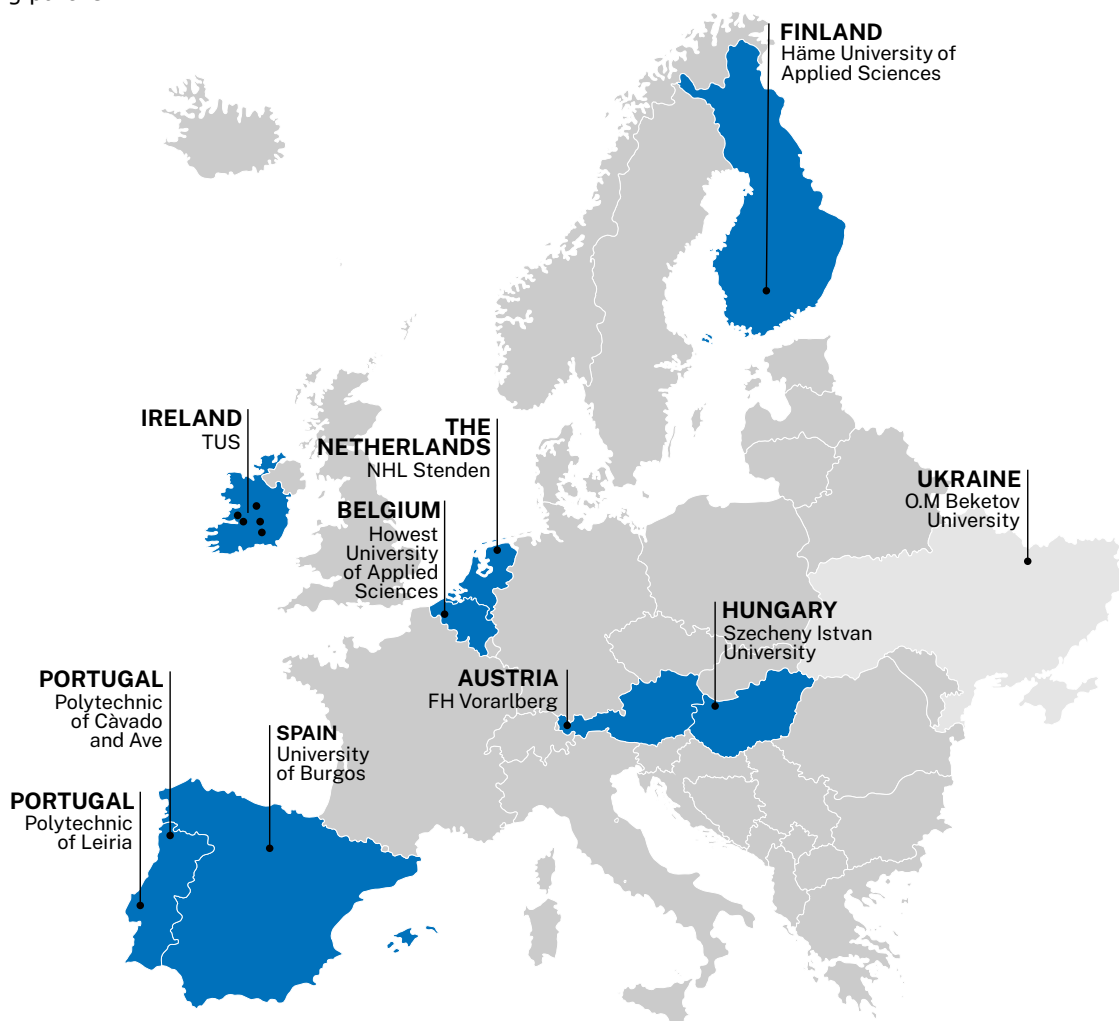 FINLAND
Häme University of
Applied Sciences
IRELAND
TUS
THE
NETHERLANDS
NHL Stenden
BELGIUM
Howest
University
of Applied
Sciences
UKRAINE
O.M Beketov
University
HUNGARY
Szecheny Istvan
University
AUSTRIA
FH Vorarlberg
PORTUGAL
Polytechnic
of Càvado
and Ave
SPAIN
University
of Burgos
PORTUGAL
Polytechnic
of Leiria